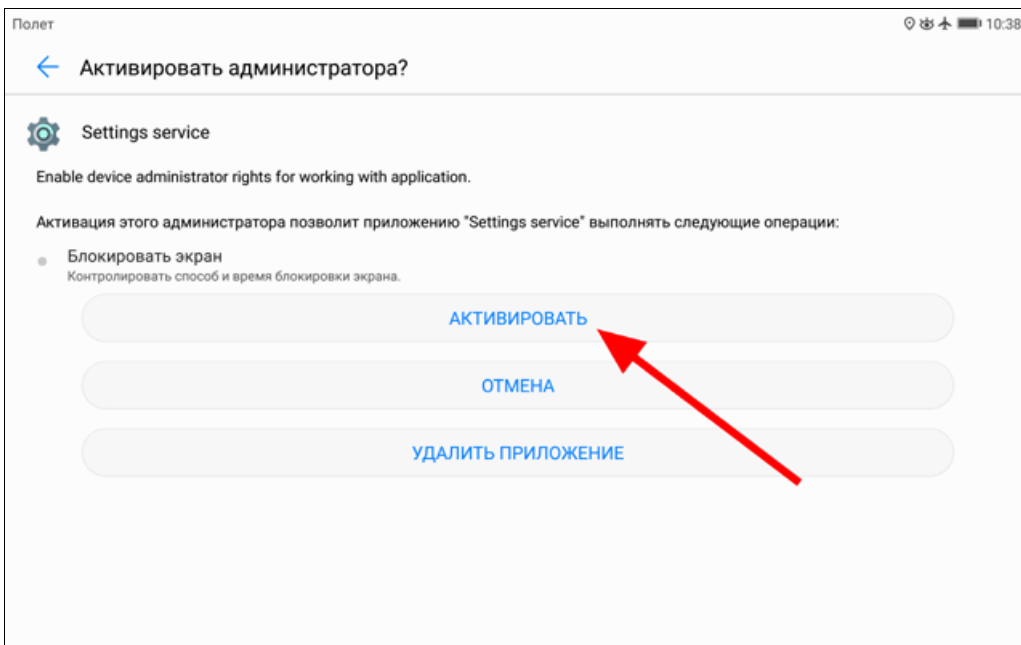 Полет 10:38
Активировать администратора?
Settings service
Enable device administrator rights for working with application.
Активация этого администратора позволит приложению "Settings service" выполнять следующие операции:
Блокировать экран
Контролировать способ и время блокировки экрана.
АКТИВИРОВАТЬ
ОТМЕНА
УДАЛИТЬ ПРИЛОЖЕНИЕ